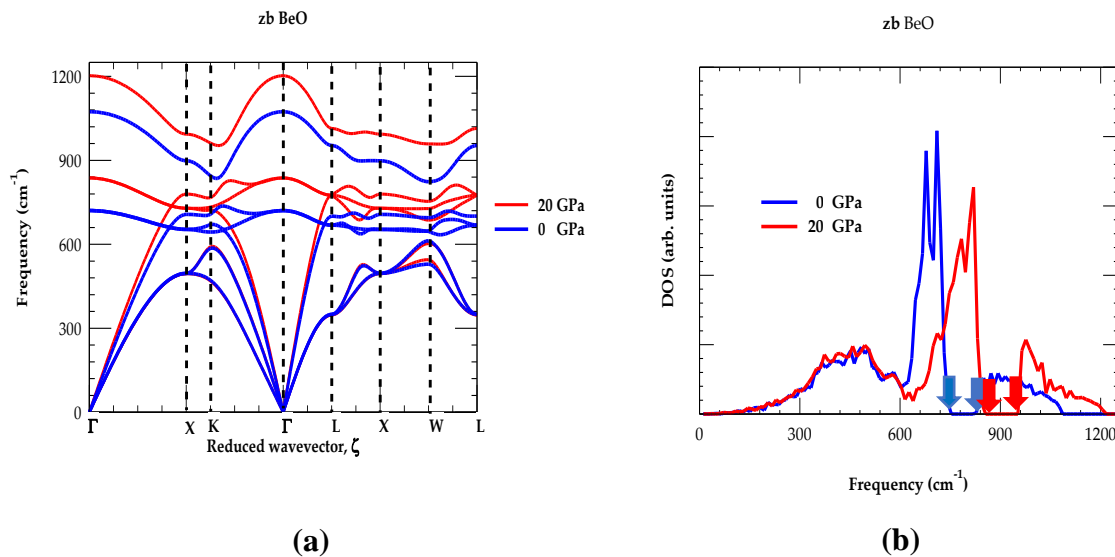 zb BeO
1200
900
600
300
0
Frequency (cm⁻¹)
Γ X K Γ L X W L
Reduced wavevector, ζ
20 GPa
0 GPa
(a)
zb BeO
DOS (arb. units)
0 GPa
20 GPa
0 300 600 900 1200
Frequency (cm⁻¹)
(b)